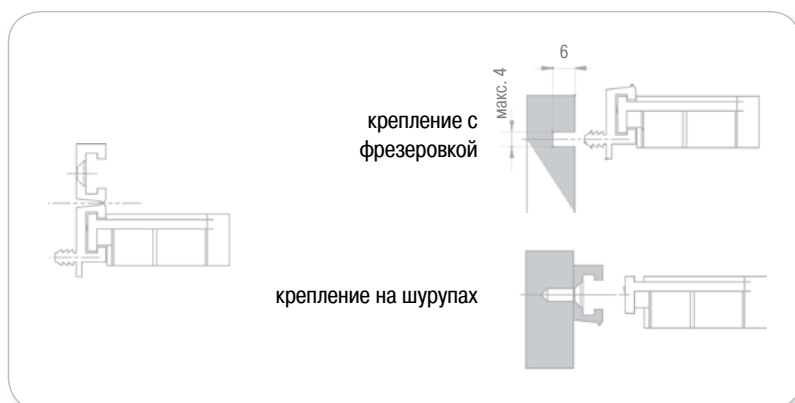 6
макс. 4
крепление с
фрезеровкой
крепление на шурупах